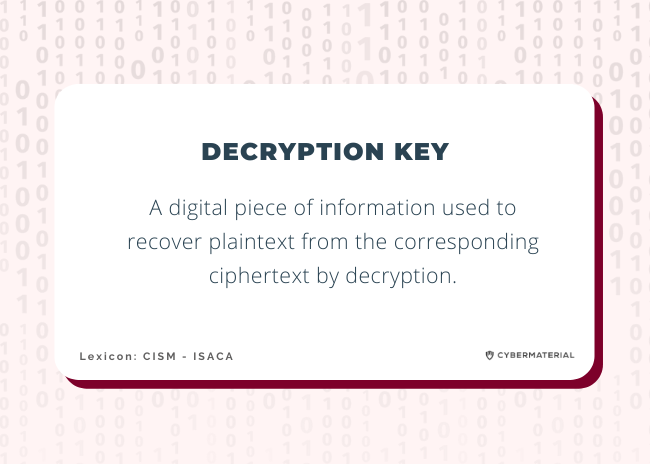 DECRYPTION KEY
A digital piece of information used to
recover plaintext from the corresponding
ciphertext by decryption.
Lexicon: CISM - ISACA
CYBERMATERIAL